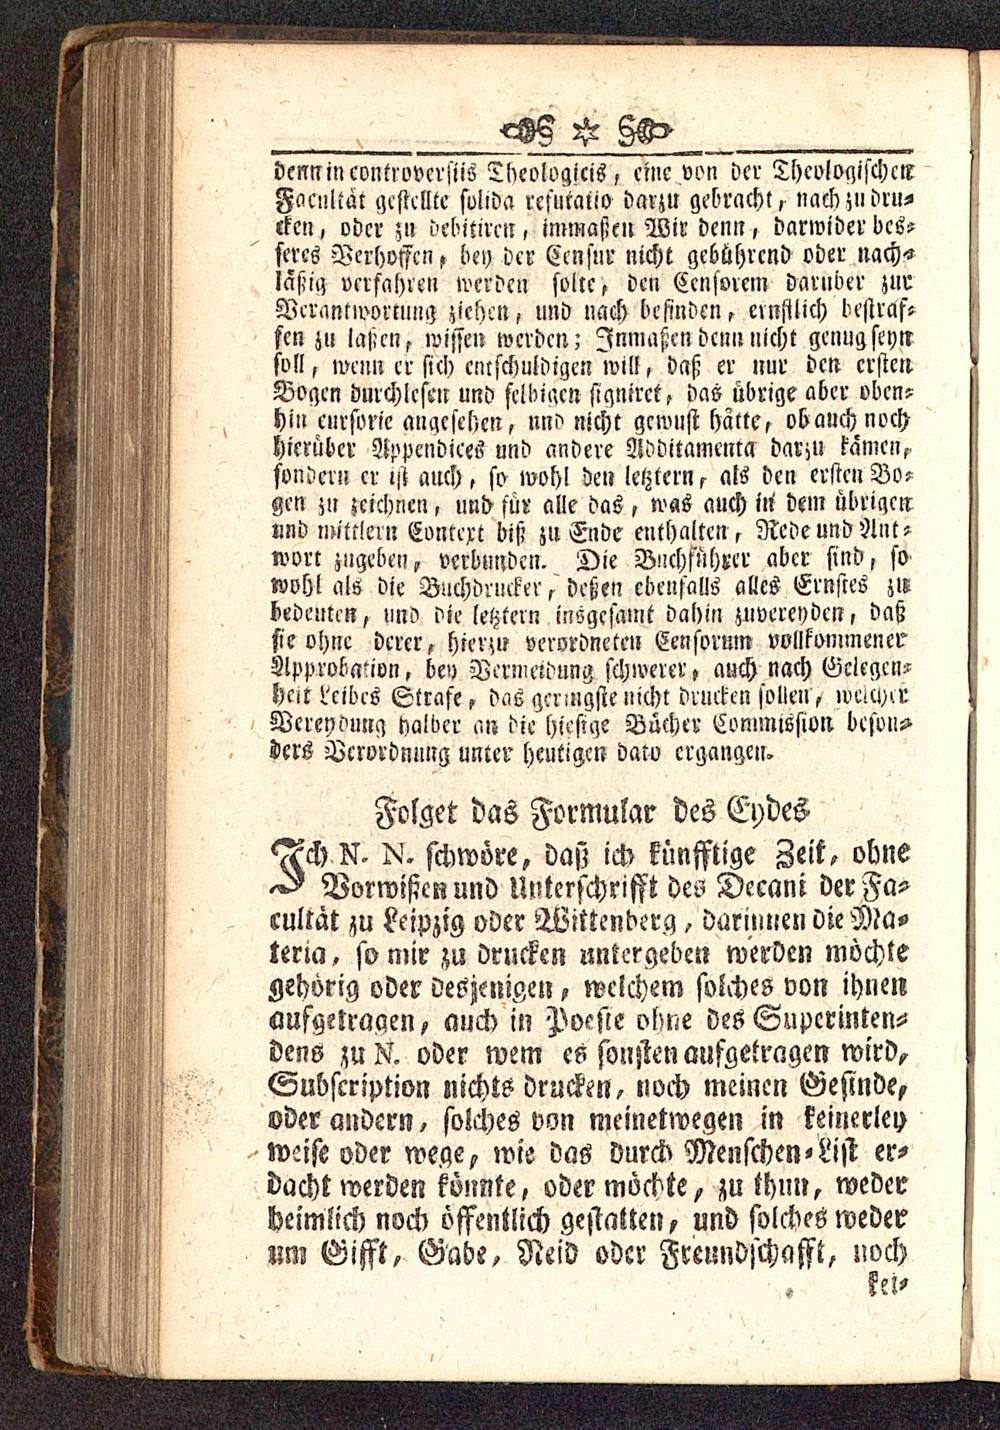 denn in controversiis Theologicis, eine von der Theologischen
Facultät gestellte solida refutatio darzu gebracht, nach zu dru-
cken, oder zu debitiren, immaßen Wir denn, darwider bes-
seres Verhoffen, bey der Censur nicht gebührend oder nach-
läßig verfahren werden solte, den Censorem darüber zur
Verantwortung ziehen, und nach befinden, ernstlich bestraf-
fen zu laßen, wissen werden; Inmaßen denn nicht genug seyn
soll, wenn er sich entschuldigen will, daß er nur den ersten
Bogen durchlesen und selbigen signiret, das übrige aber oben-
hin cursorie angesehen, und nicht gewust hätte, ob auch noch
hierüber Appendices und andere Additamenta darzu kämen,
sondern er ist auch, so wohl den letztern, als den ersten Bo-
gen zu zeichnen, und für alle das, was auch in dem übrigen
und mittlern Context biß zu Ende enthalten, Rede und Ant-
wort zugeben, verbunden. Die Buchführer aber sind, so
wohl als die Buchdrucker, deßen ebenfalls alles Ernstes zu
bedeuten, und die letztern insgesamt dahin zuvereyden, daß
sie ohne derer, hierzu verordneten Censorum vollkommener
Approbation, bey Vermeidung schwerer, auch nach Gelegen-
heit Leibes Strafe, das geringste nicht drucken sollen, welcher
Vereydung halber an die hiesige Bücher Commission beson-
ders Verordnung unter heutigen dato ergangen.
Folget das Formular des Eydes
Ich N. N. schwöre, daß ich künfftige Zeit, ohne
Vorwißen und Unterschrifft des Decani der Fa-
cultät zu Leipzig oder Wittenberg, darinnen die Ma-
teria, so mir zu drucken untergeben werden möchte
gehörig oder desjenigen, welchem solches von ihnen
aufgetragen, auch in Poesie ohne des Superinten-
dens zu N. oder wem es sonsten aufgetragen wird,
Subscription nichts drucken, noch meinen Gesinde,
oder andern, solches von meinetwegen in keinerley
weise oder wege, wie das durch Menschen-List er-
dacht werden könnte, oder möchte, zu thun, weder
heimlich noch öffentlich gestatten, und solches weder
um Gifft, Gabe, Neid oder Freundschafft, noch
kei-